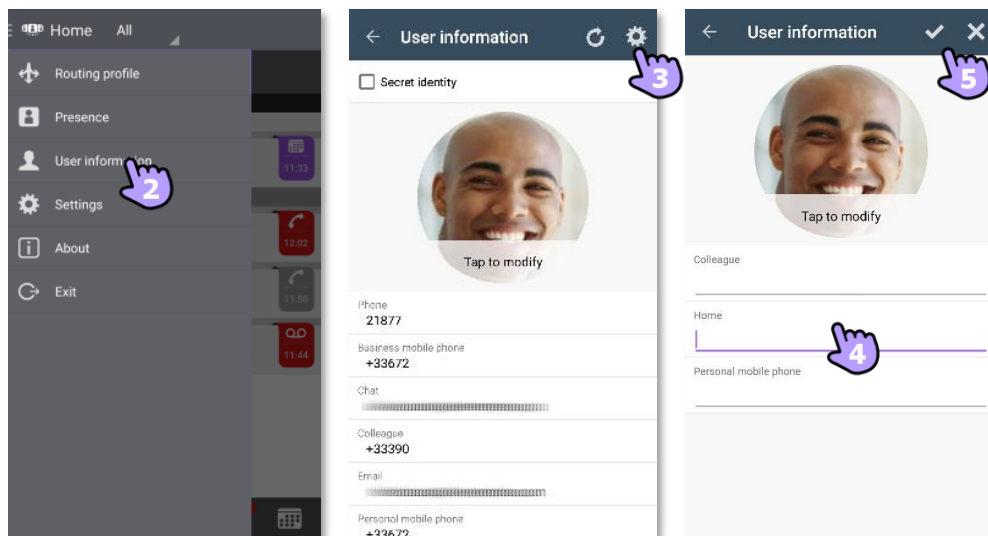 Home All
Routing profile
Presence
User information
2
Settings
About
Exit
11:33
12:02
11:50
11:44
User information
3
Secret identity
Tap to modify
Phone
21877
Business mobile phone
+33672
Chat
Colleague
+33390
Email
Personal mobile phone
+33672
User information
5
Tap to modify
Colleague
Home
4
Personal mobile phone